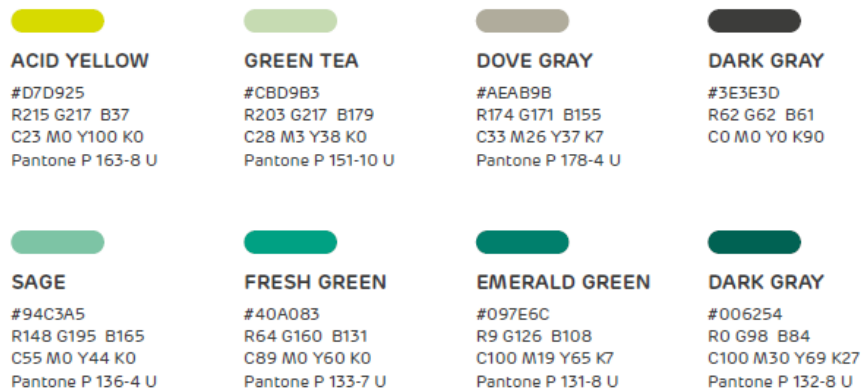 ACID YELLOW
#D7D925
R215 G217 B37
C23 M0 Y100 K0
Pantone P 163-8 U
GREEN TEA
#CBD9B3
R203 G217 B179
C28 M3 Y38 K0
Pantone P 151-10 U
DOVE GRAY
#AEAB9B
R174 G171 B155
C33 M26 Y37 K7
Pantone P 178-4 U
DARK GRAY
#3E3E3D
R62 G62 B61
C0 M0 Y0 K90
SAGE
#94C3A5
R148 G195 B165
C55 M0 Y44 K0
Pantone P 136-4 U
FRESH GREEN
#40A083
R64 G160 B131
C89 M0 Y60 K0
Pantone P 133-7 U
EMERALD GREEN
#097E6C
R9 G126 B108
C100 M19 Y65 K7
Pantone P 131-8 U
DARK GRAY
#006254
R0 G98 B84
C100 M30 Y69 K27
Pantone P 132-8 U